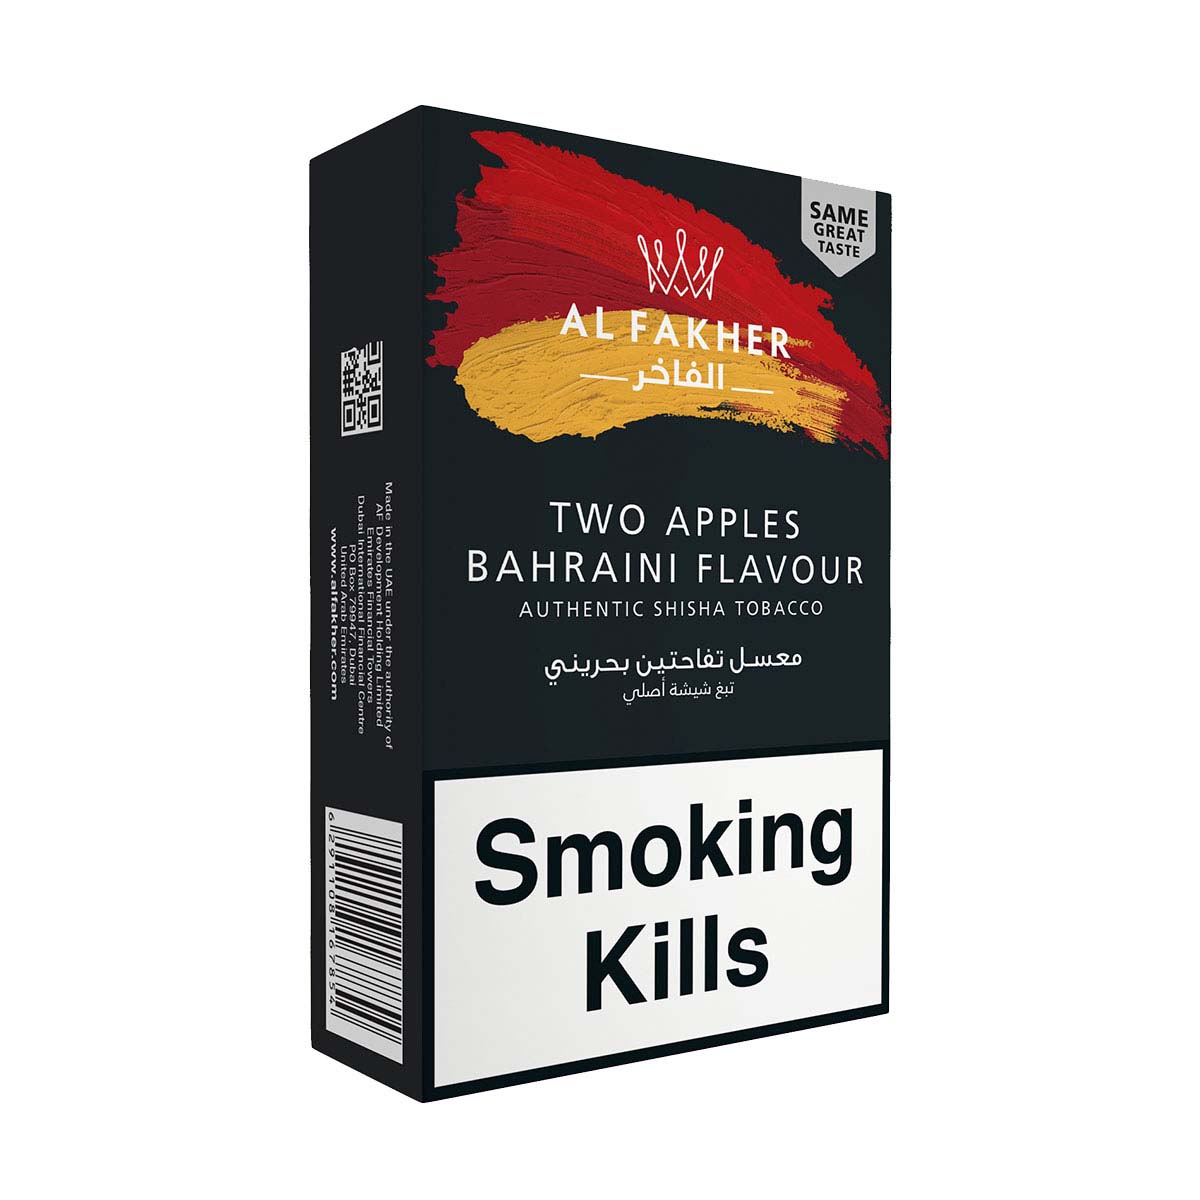 SAME
GREAT
TASTE
AL FAKHER
الفاخر
TWO APPLES
BAHRAINI FLAVOUR
AUTHENTIC SHISHA TOBACCO
معسل تفاحتين بحريني
تبغ شيشة أصلي
Smoking
Kills
Made in the UAE under the authority of
AF Development Holding Limited
Emirates Financial Towers
Dubai International Financial Centre
PO Box 79947, Dubai
United Arab Emirates
www.alfakher.com
6291108167854